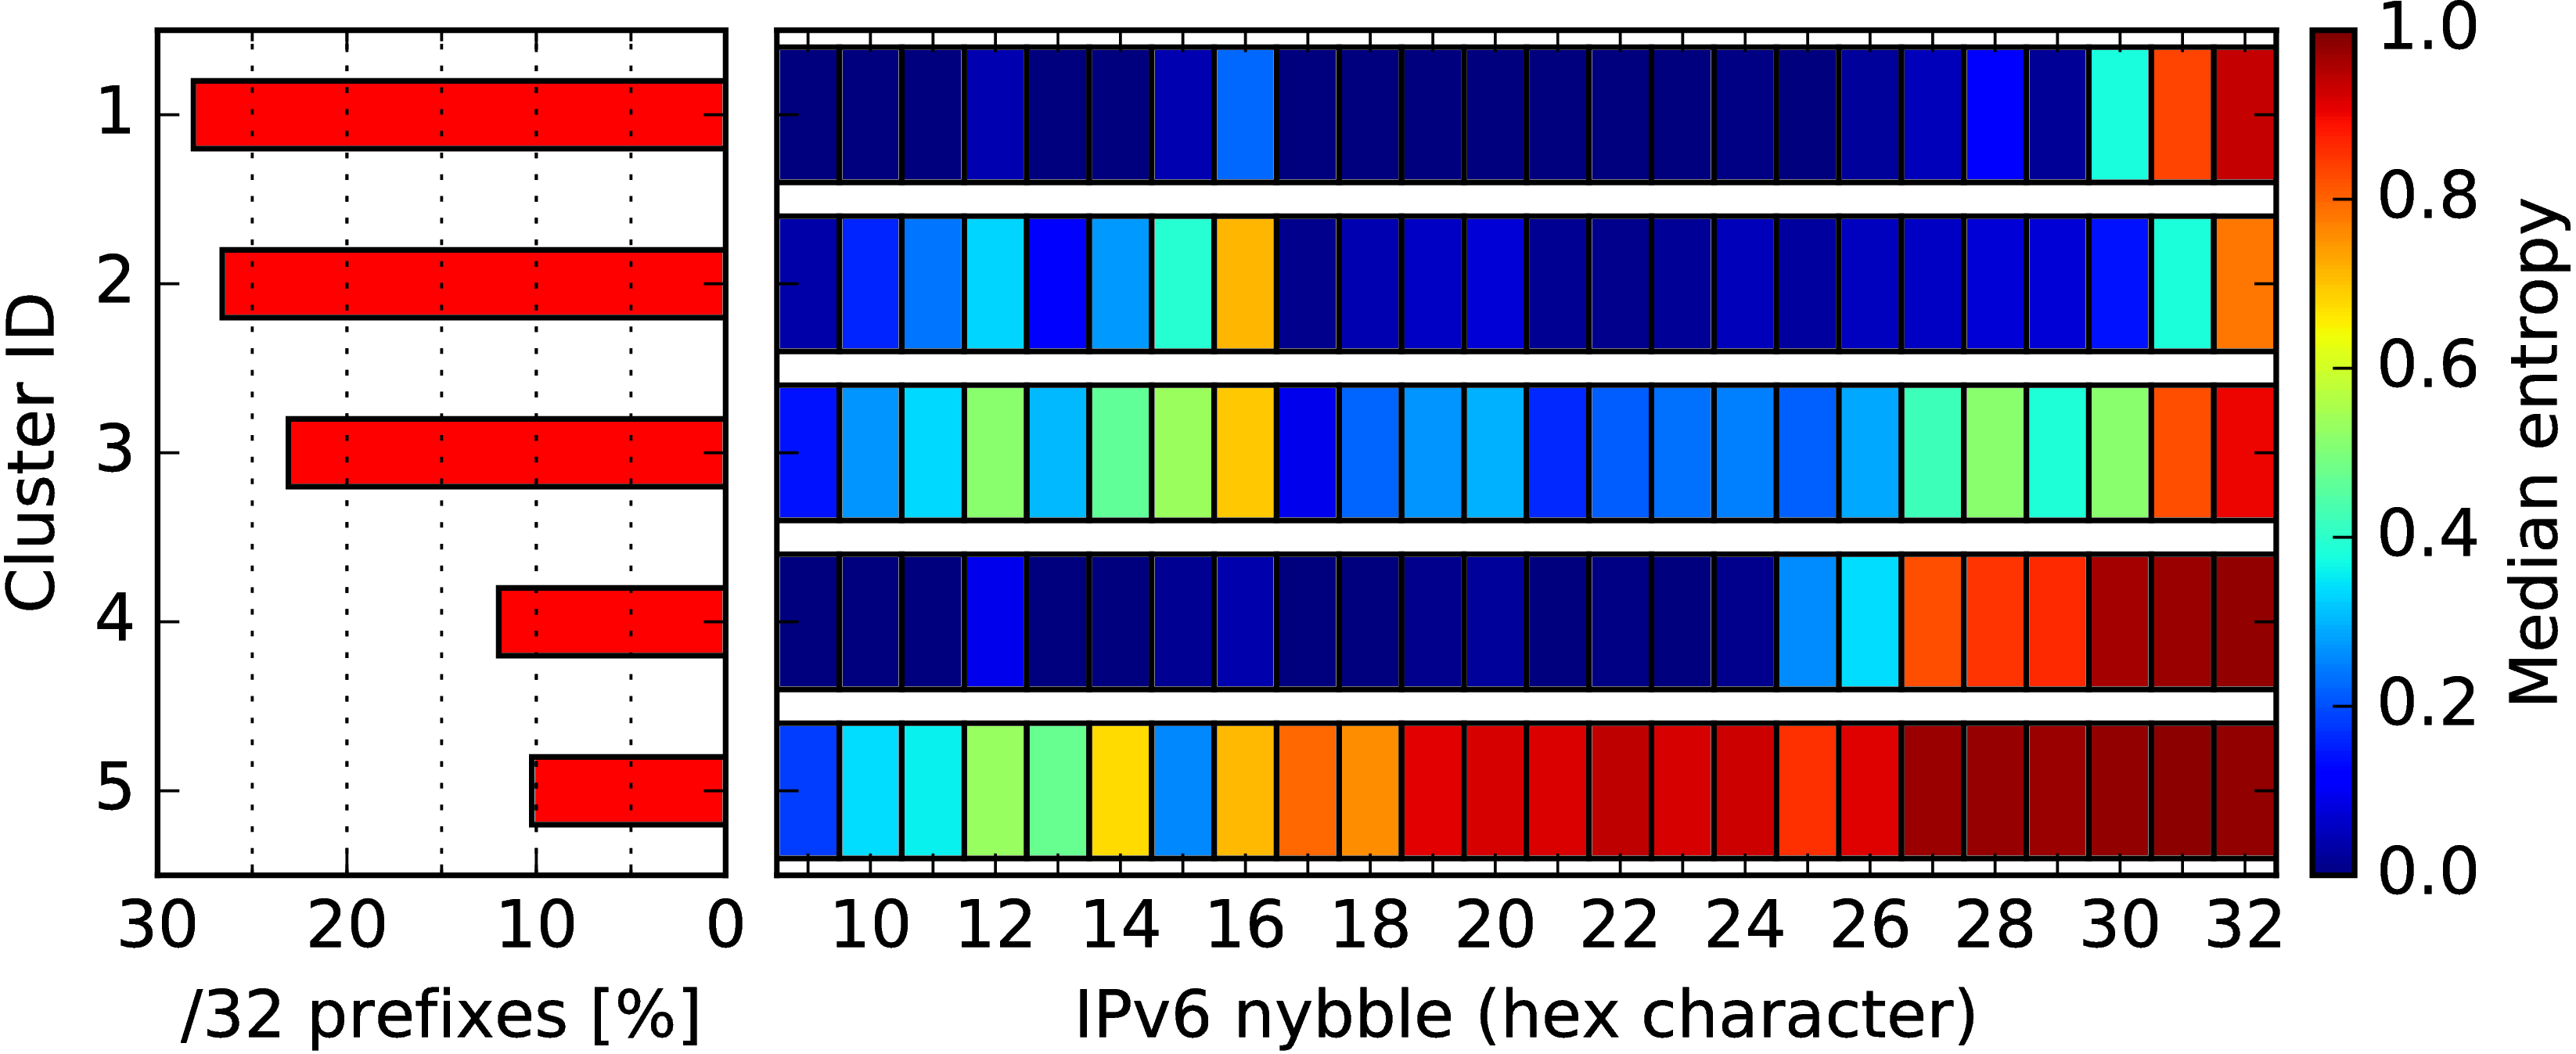 Cluster ID
1
2
3
4
5
30 20 10 0
/32 prefixes [%]
10 12 14 16 18 20 22 24 26 28 30 32
IPv6 nybble (hex character)
1.0
0.8
0.6
0.4
0.2
0.0
Median entropy